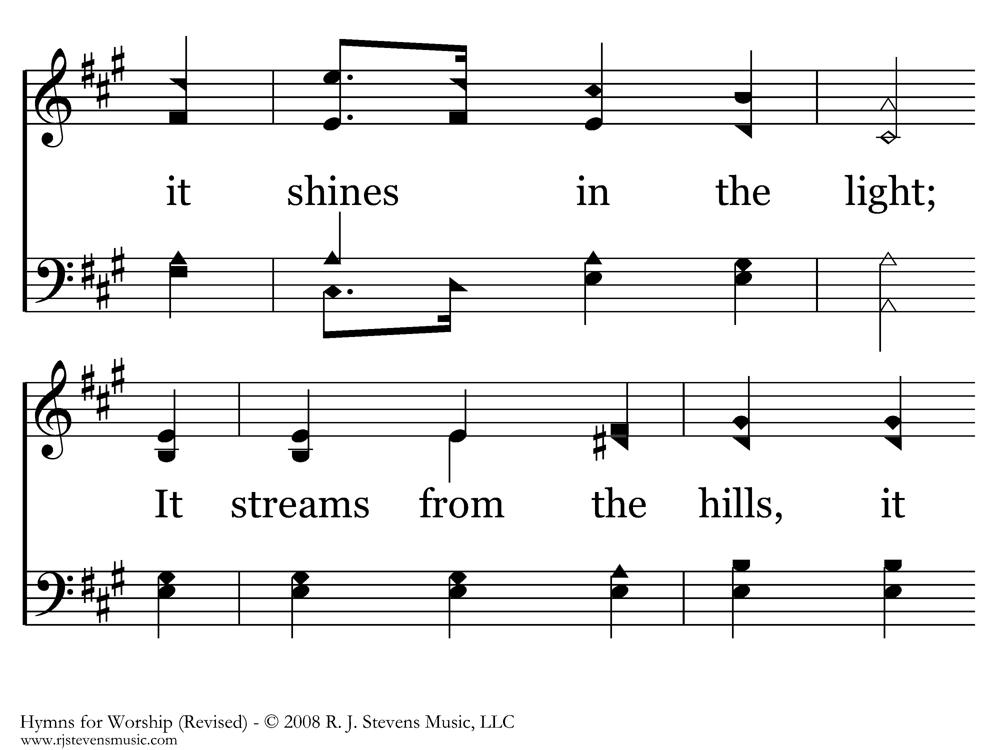 it shines in the light;
It streams from the hills, it
Hymns for Worship (Revised) - © 2008 R. J. Stevens Music, LLC
www.rjstevensmusic.com